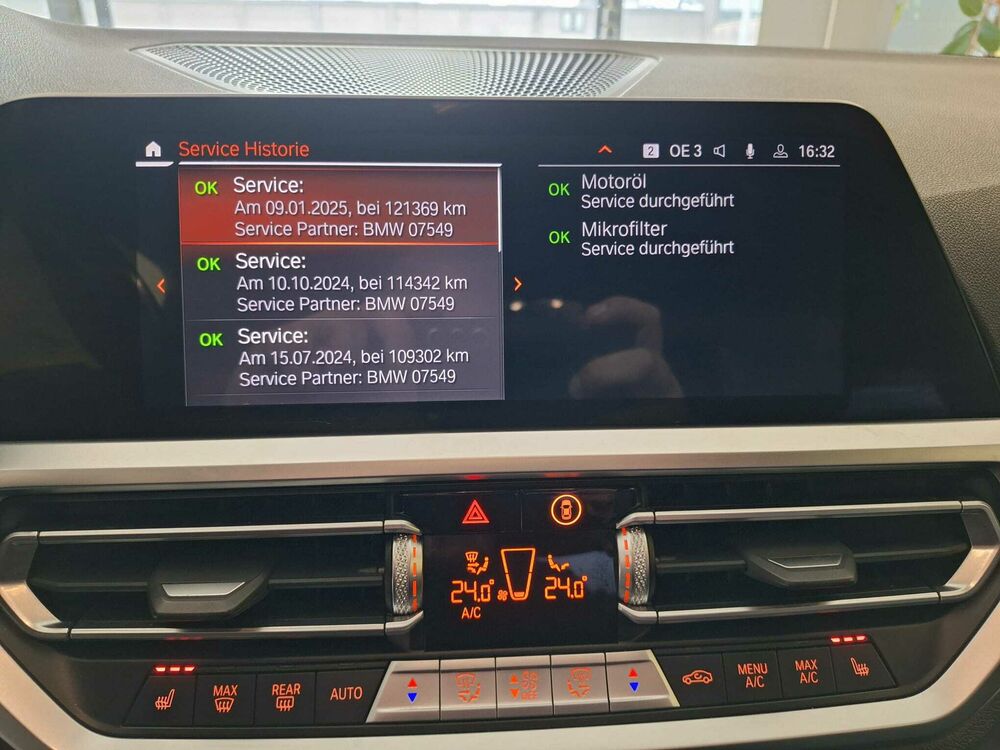 Service Historie
2 OE 3 16:32
OK Service:
Am 09.01.2025, bei 121369 km
Service Partner: BMW 07549
OK Service:
Am 10.10.2024, bei 114342 km
Service Partner: BMW 07549
OK Service:
Am 15.07.2024, bei 109302 km
Service Partner: BMW 07549
OK Motoröl
Service durchgeführt
OK Mikrofilter
Service durchgeführt
24.0° 24.0°
A/C
MAX
REAR
AUTO
OFF
MENU
A/C
MAX
A/C